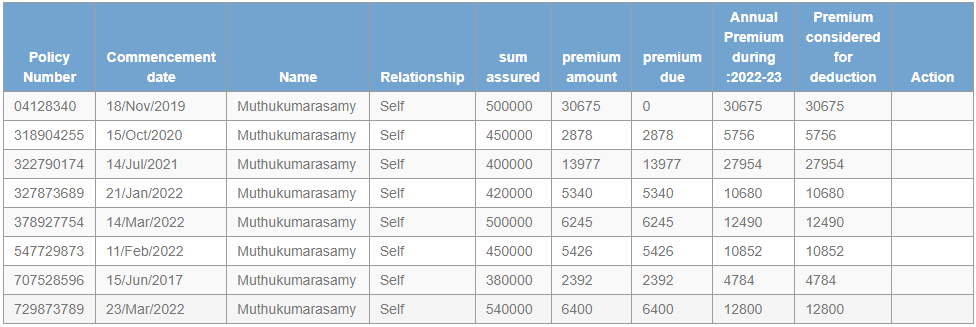 Policy Number Commencement date Name Relationship sum assured premium amount premium due Annual Premium during :2022-23 Premium considered for deduction Action
04128340 18/Nov/2019 Muthukumarasamy Self 500000 30675 0 30675 30675
318904255 15/Oct/2020 Muthukumarasamy Self 450000 2878 2878 5756 5756
322790174 14/Jul/2021 Muthukumarasamy Self 400000 13977 13977 27954 27954
327873689 21/Jan/2022 Muthukumarasamy Self 420000 5340 5340 10680 10680
378927754 14/Mar/2022 Muthukumarasamy Self 500000 6245 6245 12490 12490
547729873 11/Feb/2022 Muthukumarasamy Self 450000 5426 5426 10852 10852
707528596 15/Jun/2017 Muthukumarasamy Self 380000 2392 2392 4784 4784
729873789 23/Mar/2022 Muthukumarasamy Self 540000 6400 6400 12800 12800